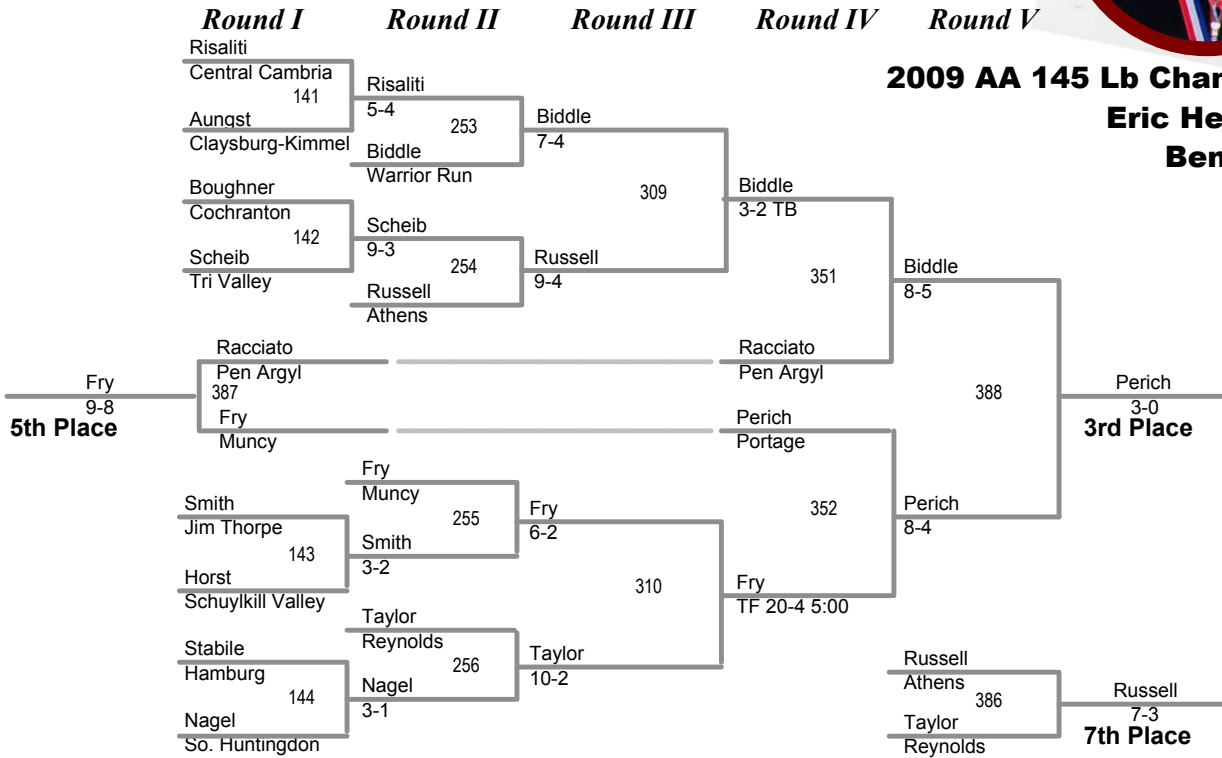 Round I Round II Round III Round IV Round V
2009 AA 145 Lb
Eric
Risaliti
Central Cambria
141
Aungst
Claysburg-Kimmel
Risaliti
5-4
253
Biddle
Warrior Run
Biddle
7-4
Boughner
Cochranton
142
Scheib
Tri Valley
Scheib
9-3
254
Russell
Athens
Russell
9-4
309
Biddle
3-2 TB
351
Racciato
Pen Argyl
Biddle
8-5
Racciato
Pen Argyl
387
Fry
Muncy
Fry
9-8
5th Place
Perich
Portage
352
Perich
8-4
388
Perich
3-0
3rd Place
Fry
Muncy
255
Smith
Jim Thorpe
143
Horst
Schuylkill Valley
Smith
3-2
Fry
6-2
310
Fry
TF 20-4 5:00
Taylor
Reynolds
256
Stabile
Hamburg
144
Nagel
So. Huntingdon
Nagel
3-1
Taylor
10-2
Russell
Athens
386
Taylor
Reynolds
Russell
7-3
7th Place